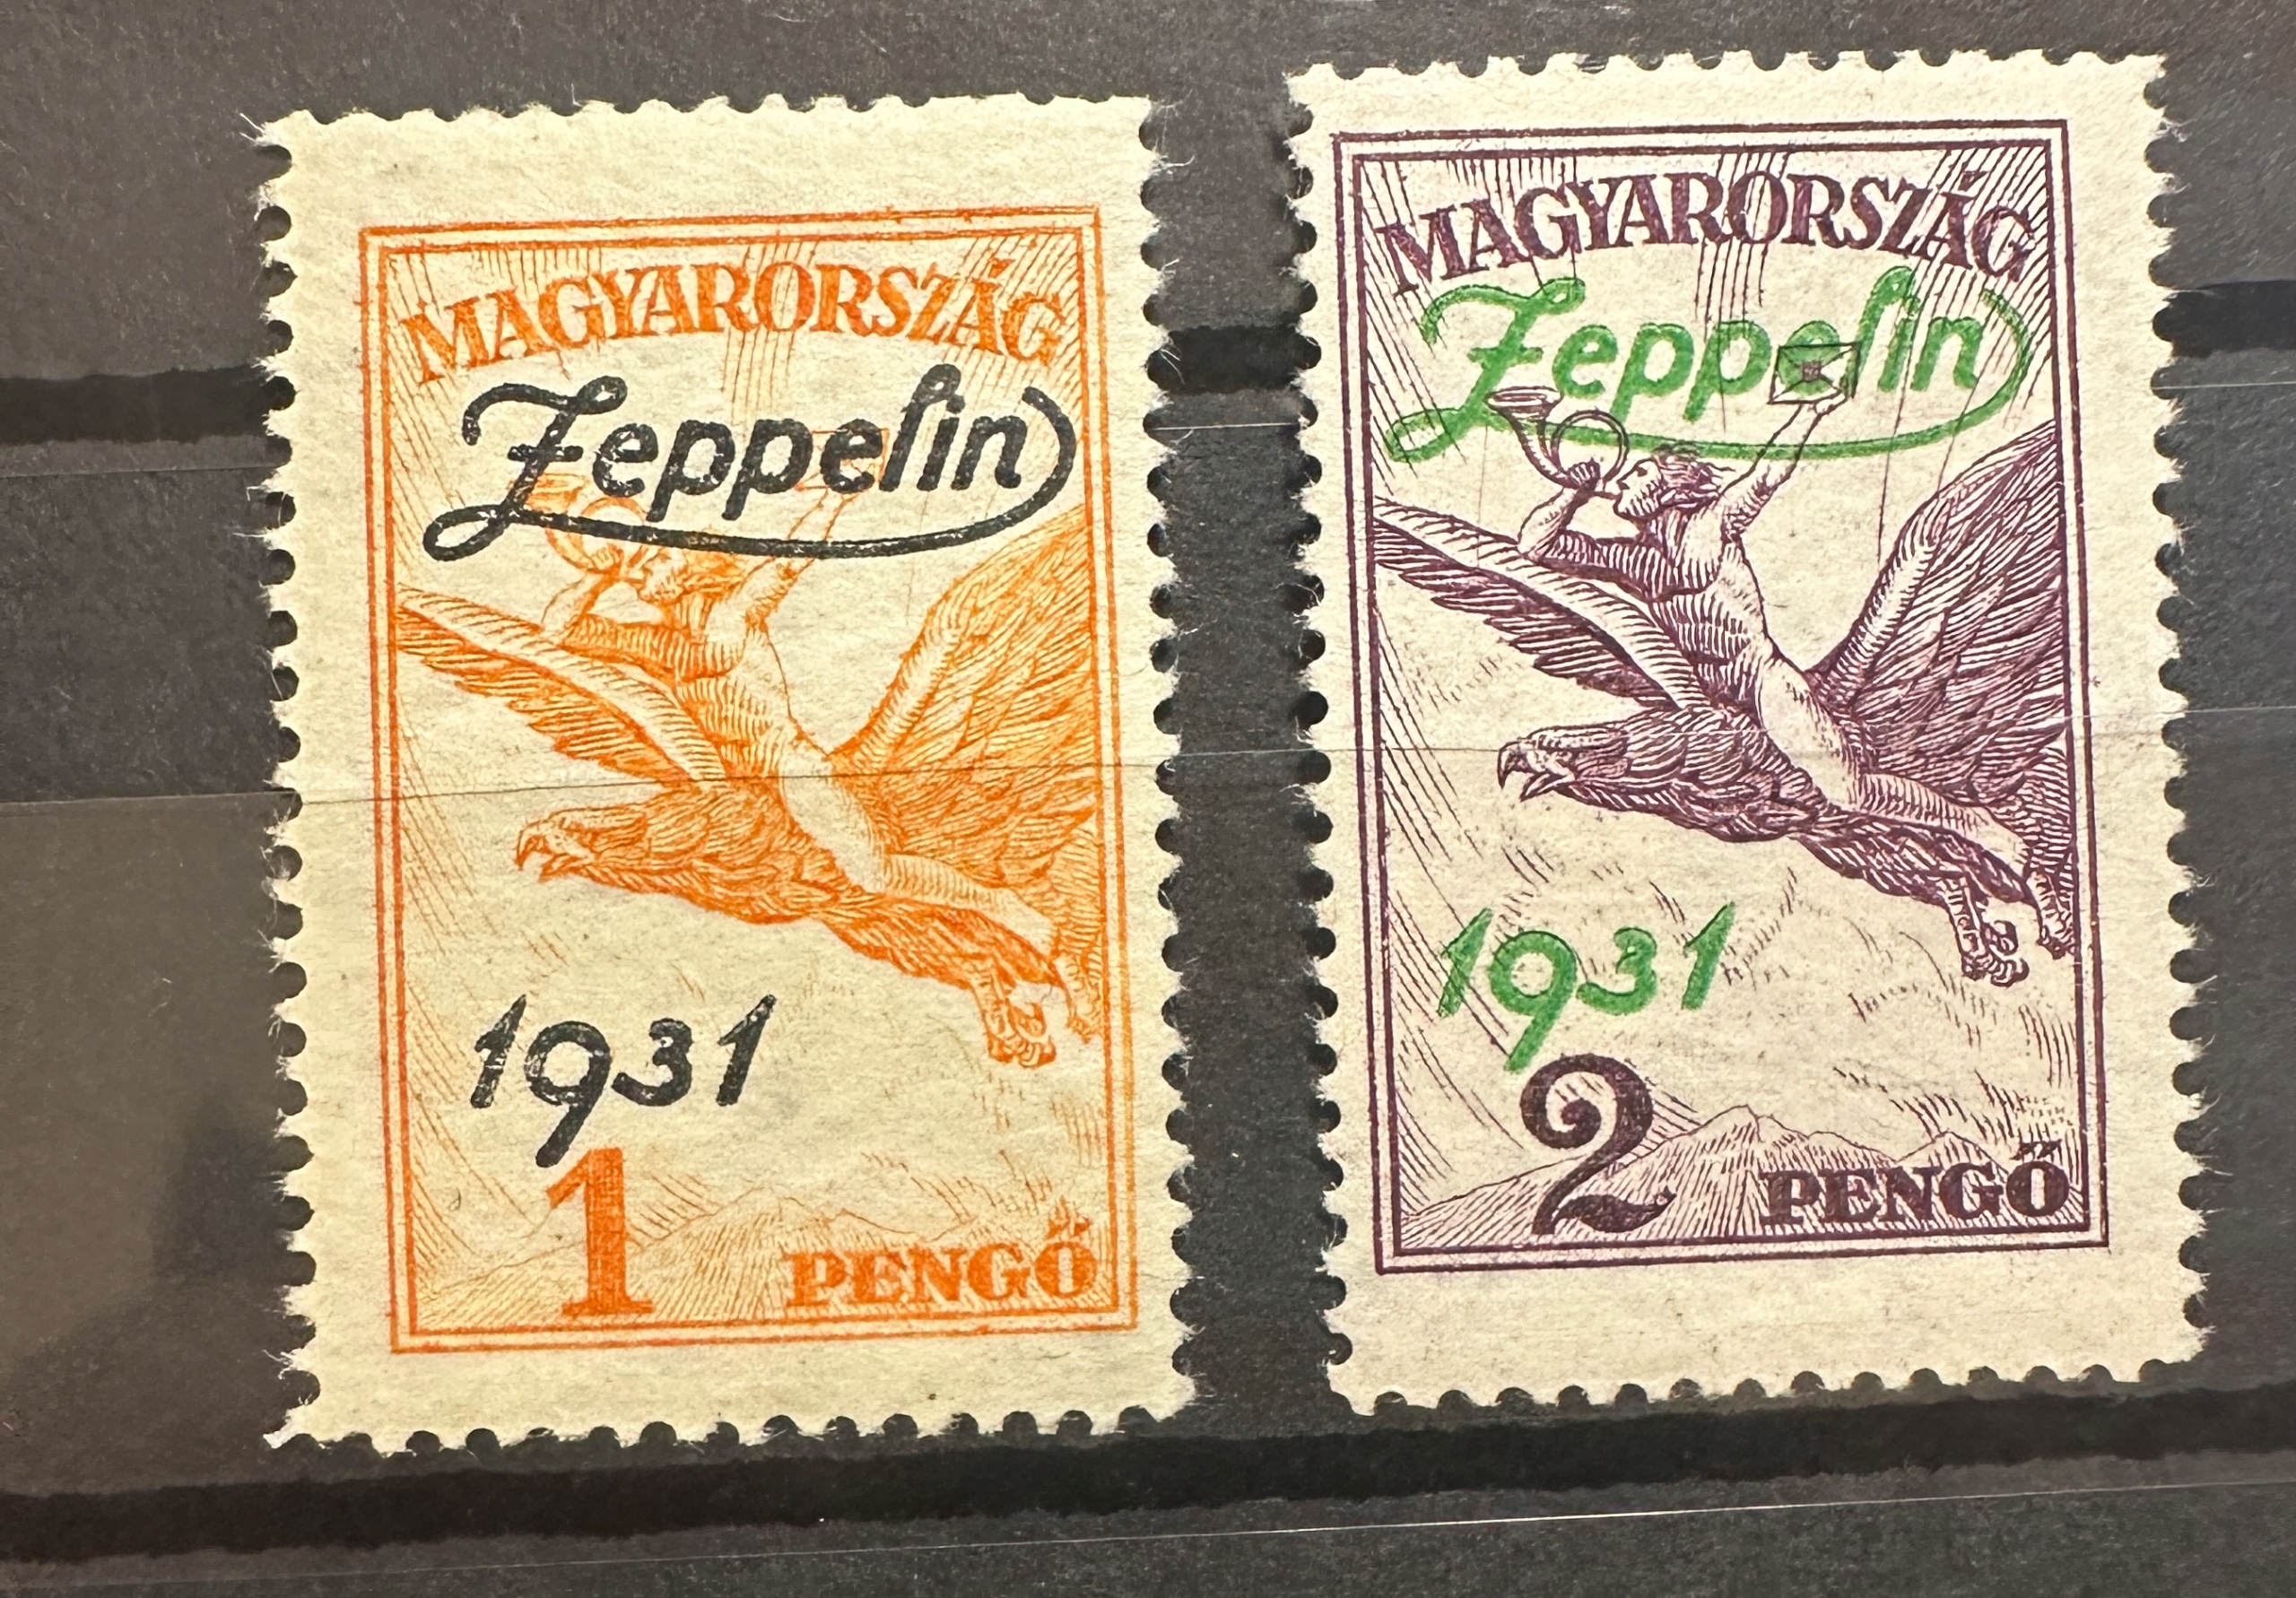 MAGYARORSZÁG
Zeppelin
1931
1 PENGŐ
MAGYARORSZÁG
Zeppelin
1931
2 PENGŐ